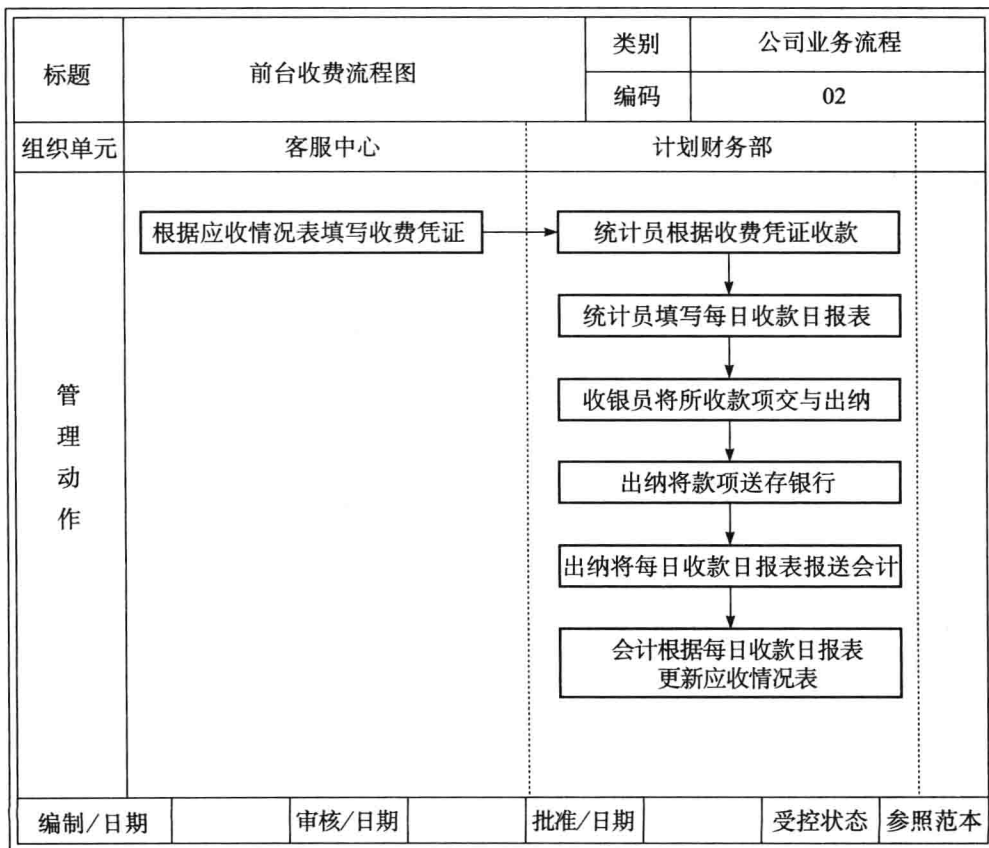 标题
前台收费流程图
类别
公司业务流程
编码
02
组织单元
客服中心
计划财务部
管理动作
根据应收情况表填写收费凭证
统计员根据收费凭证收款
统计员填写每日收款日报表
收银员将所收款项交与出纳
出纳将款项送存银行
出纳将每日收款日报表报送会计
会计根据每日收款日报表
更新应收情况表
编制/日期
审核/日期
批准/日期
受控状态
参照范本